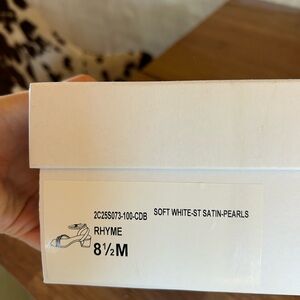 2C25S073-100-CDB SOFT WHITE-ST SATIN-PEARLS
RHYME
8½M